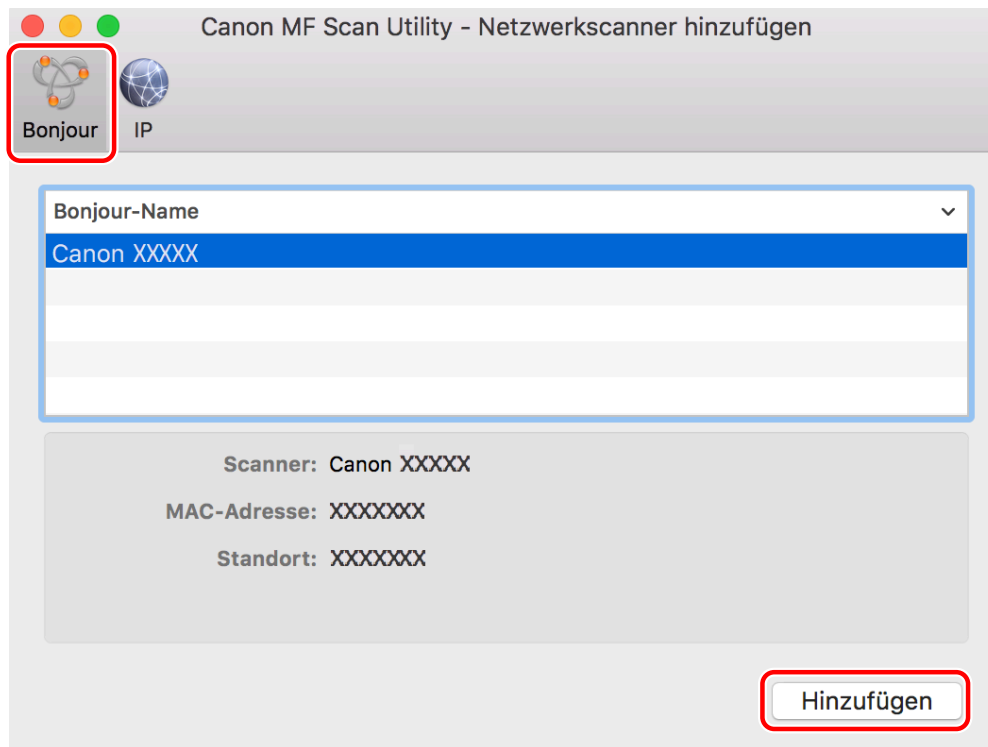 Canon MF Scan Utility - Netzwerkscanner hinzufügen
Bonjour
IP
Bonjour-Name
Canon XXXXX
Scanner: Canon XXXXX
MAC-Adresse: XXXXXXX
Standort: XXXXXXX
Hinzufügen